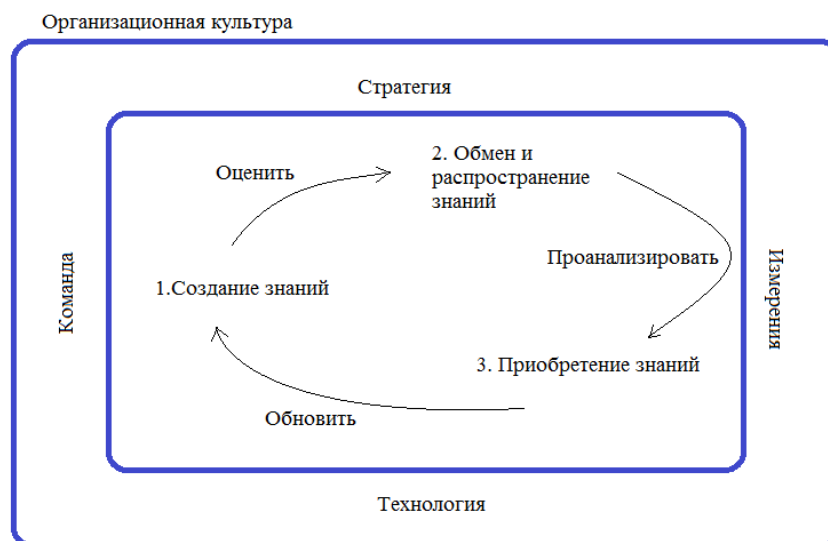 Организационная культура
Стратегия
2. Обмен и
распространение
знаний
Оценить
Проанализировать
Измерения
Команда
1.Создание знаний
3. Приобретение знаний
Обновить
Технология